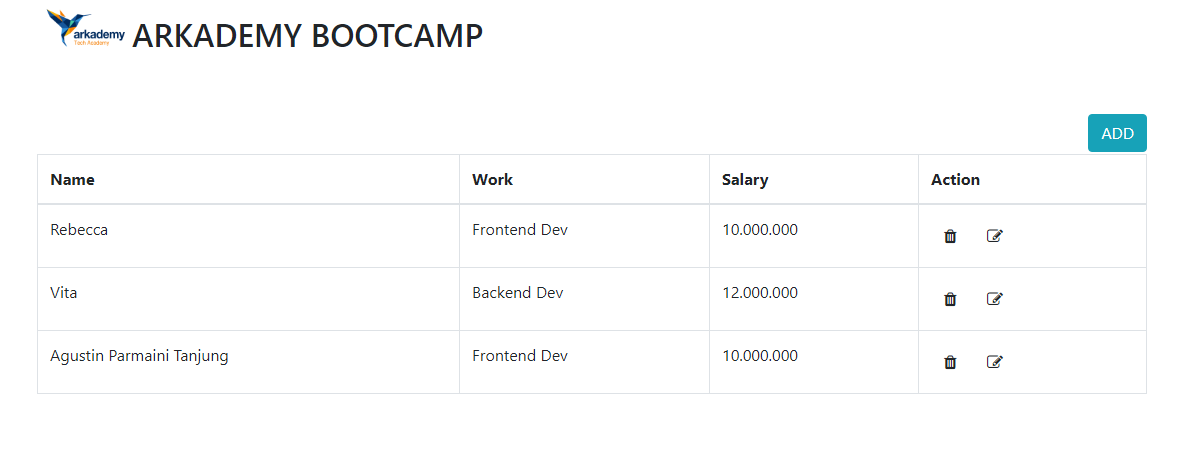 arkademy
Tech Academy
ARKADEMY BOOTCAMP
ADD
Name Work Salary Action
Rebecca Frontend Dev 10.000.000
Vita Backend Dev 12.000.000
Agustin Parmaini Tanjung Frontend Dev 10.000.000